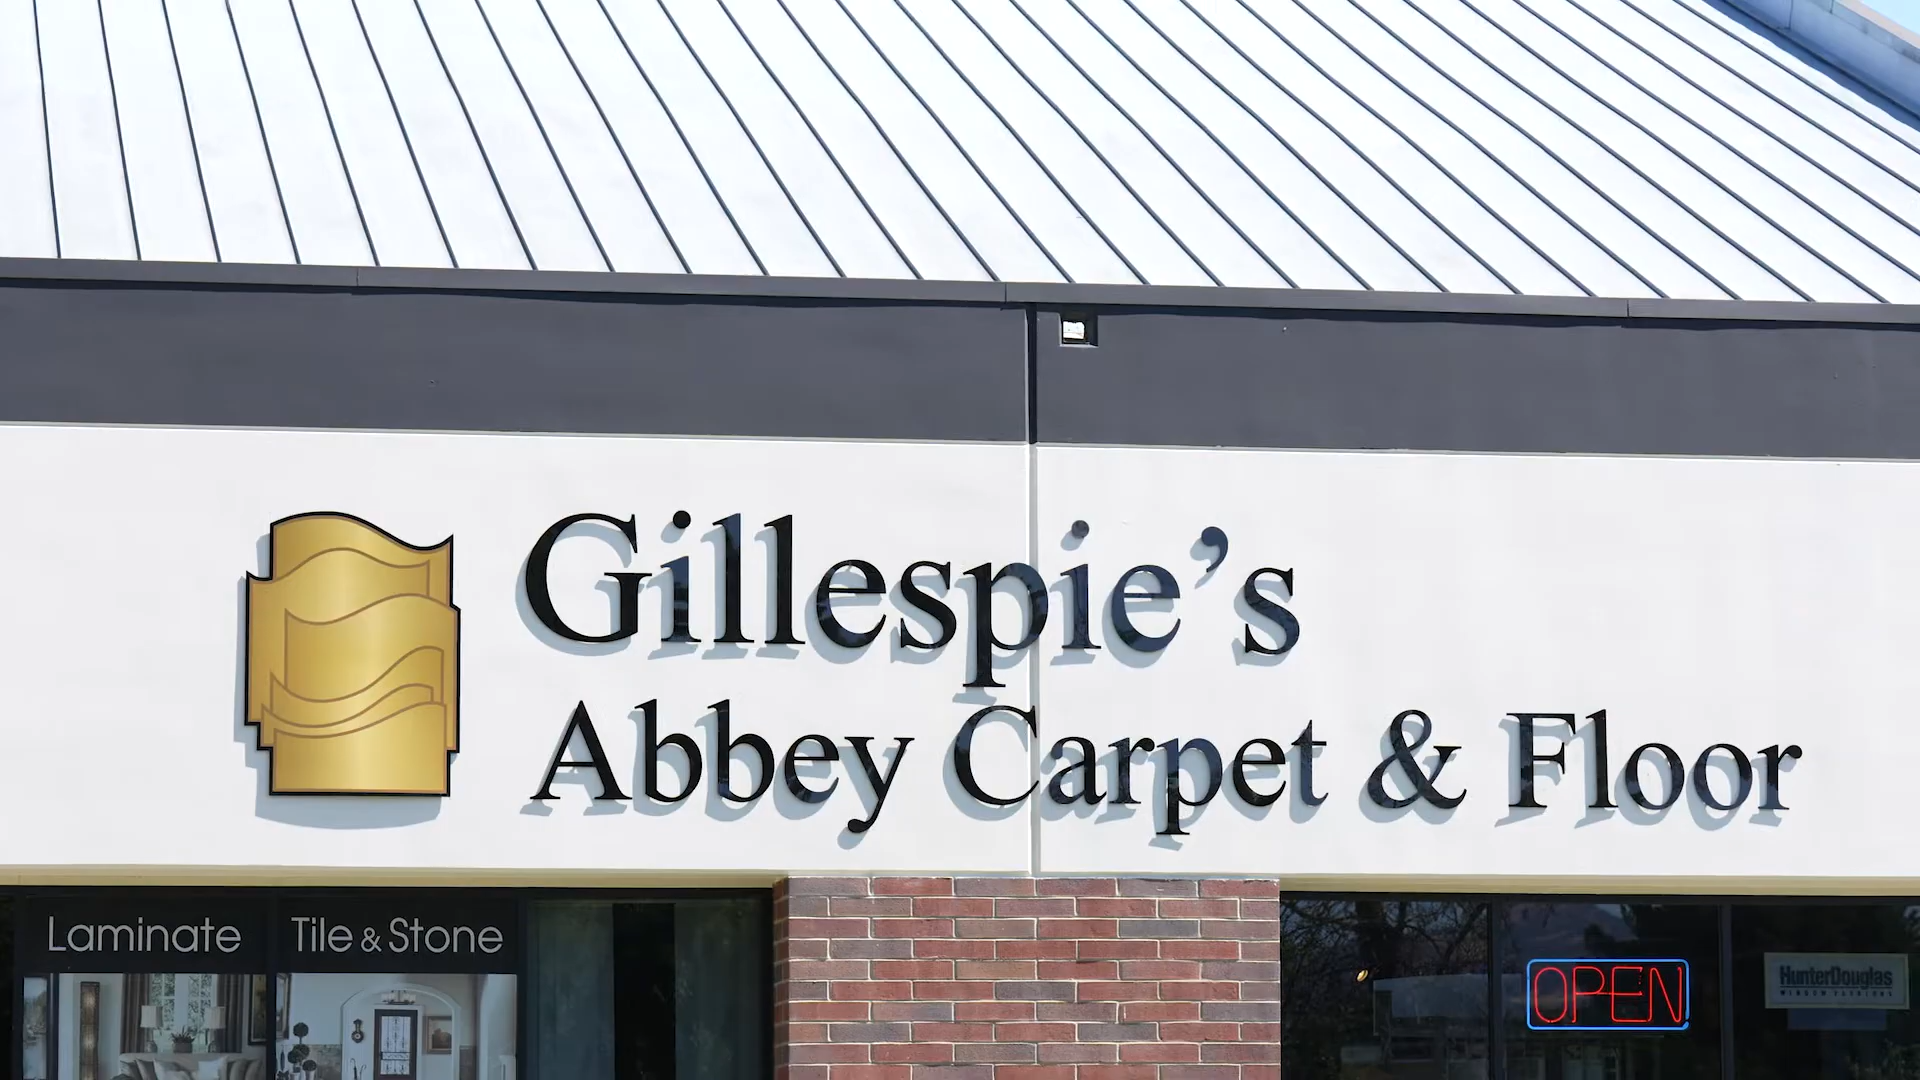 Gillespie's
Abbey Carpet & Floor
Laminate
Tile & Stone
OPEN
HunterDouglas